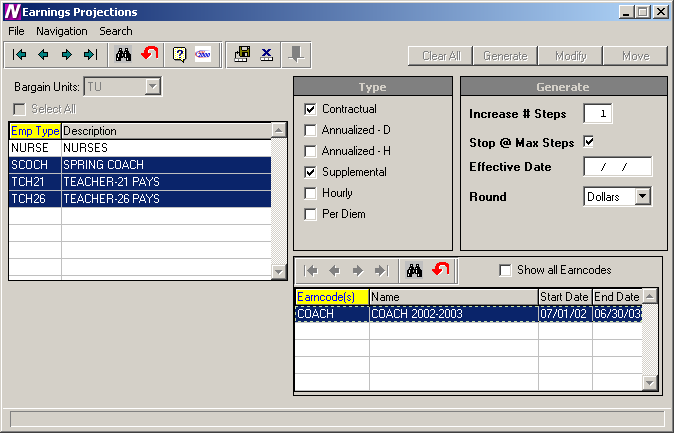 N Earnings Projections
File Navigation Search
2000
Clear All Generate Modify Move
Bargain Units: TU
Select All
Emp Type Description
NURSE NURSES
SCOCH SPRING COACH
TCH21 TEACHER-21 PAYS
TCH26 TEACHER-26 PAYS
Type
Contractual
Annualized - D
Annualized - H
Supplemental
Hourly
Per Diem
Generate
Increase # Steps 1
Stop @ Max Steps
Effective Date / /
Round Dollars
Show all Earncodes
Earncode(s) Name Start Date End Date
COACH COACH 2002-2003 07/01/02 06/30/03